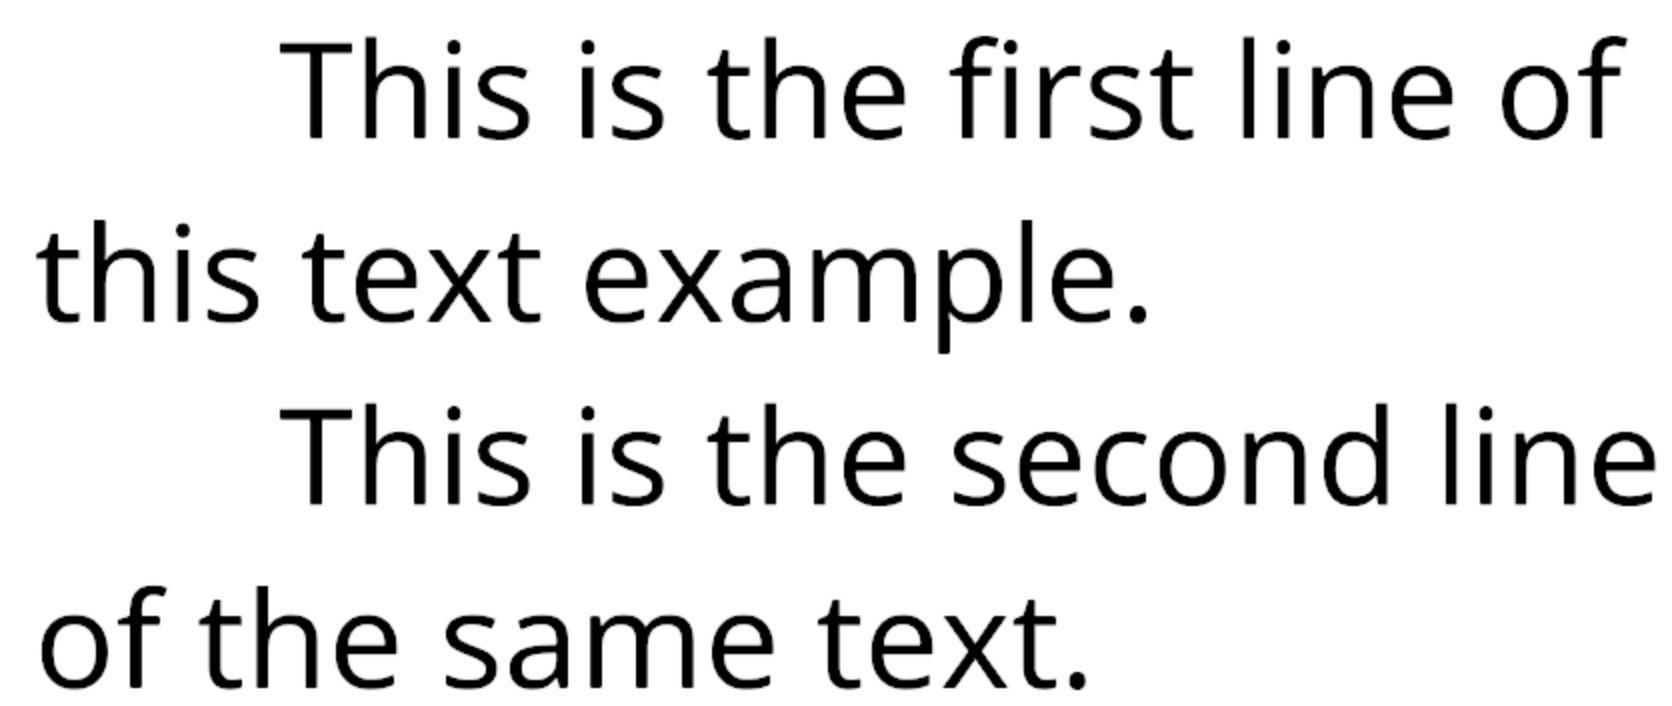 This is the first line of
this text example.
This is the second line
of the same text.